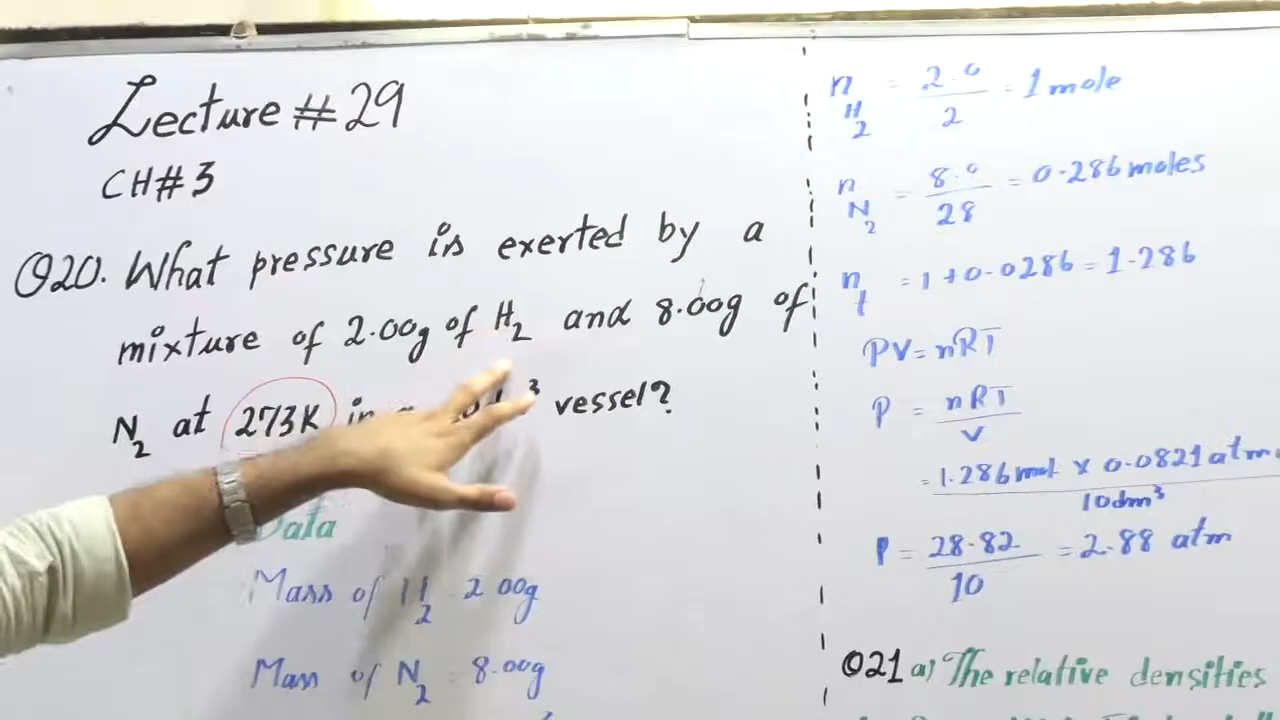 Lecture # 29
CH# 3
Q20. What pressure is exerted by a
mixture of 2.00g of H2 and 8.00g of
N2 at 273K in vessel?
Data
Mass of H2 2.00g
Mass of N2 = 8.00g
nH2 = 2.0/2 = 1 mole
nN2 = 8.0/28 = 0.286 moles
nt = 1 + 0.0286 = 1.286
PV = nRT
P = nRT/V
= 1.286 mol x 0.0821 atm
10dm³
P = 28.82/10 = 2.88 atm
Q21 a) The relative densities